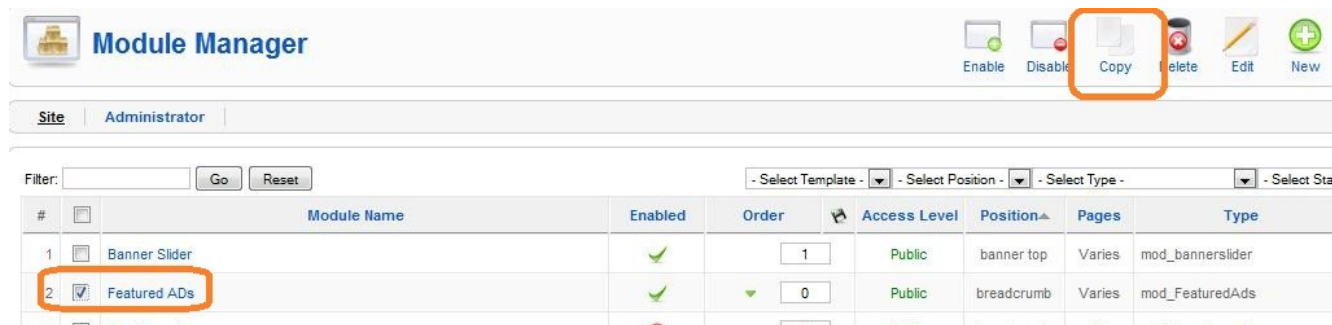 Module Manager
Enable Disable Copy Delete Edit New
Site Administrator
Filter: Go Reset - Select Template - - Select Position - - Select Type - - Select Sta
# Module Name Enabled Order Access Level Position Pages Type
1 Banner Slider 1 Public banner top Varies mod_bannerslider
2 Featured ADs 0 Public breadcrumb Varies mod_FeaturedAds